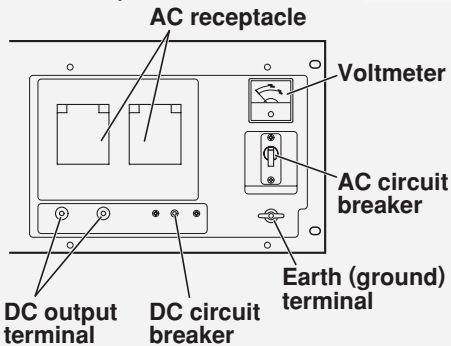 AC receptacle
Voltmeter
AC circuit
breaker
Earth (ground)
terminal
DC output
terminal
DC circuit
breaker